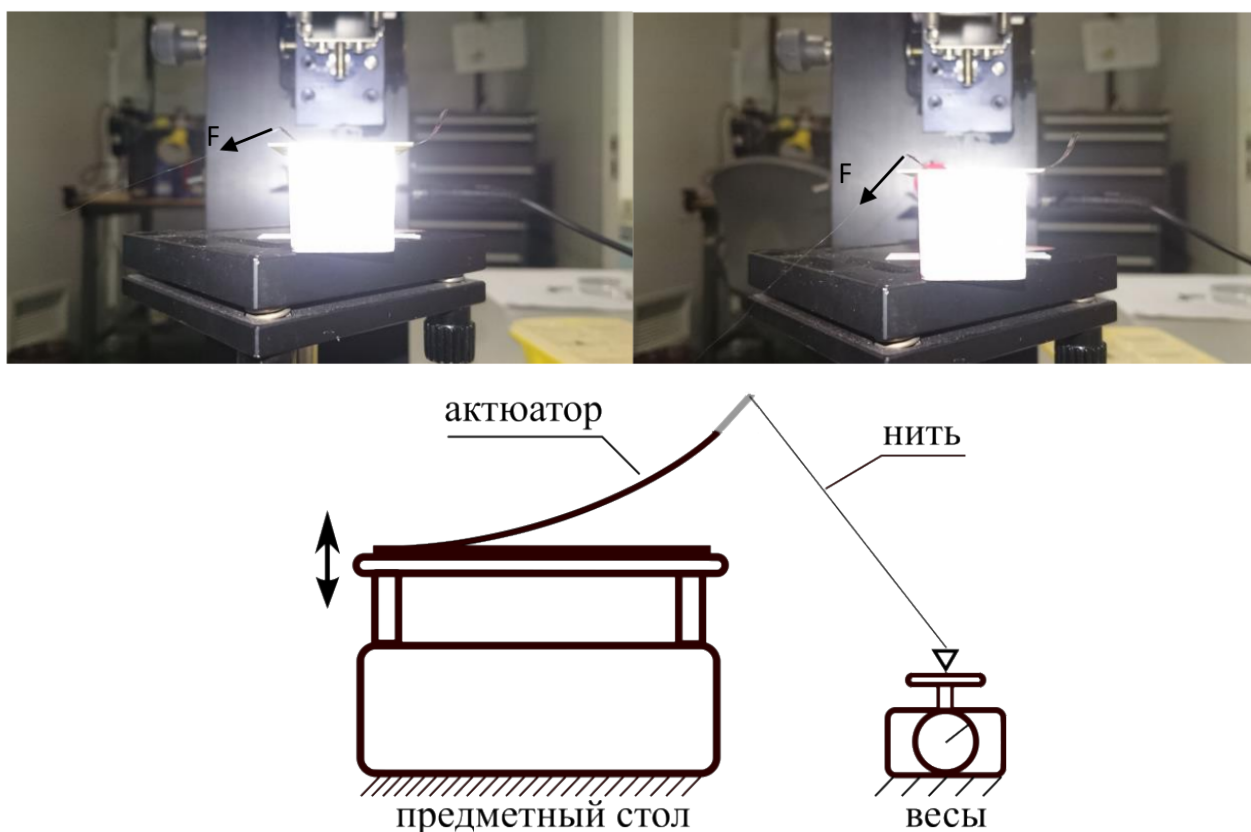 F
F
актюатор
нить
предметный стол
весы